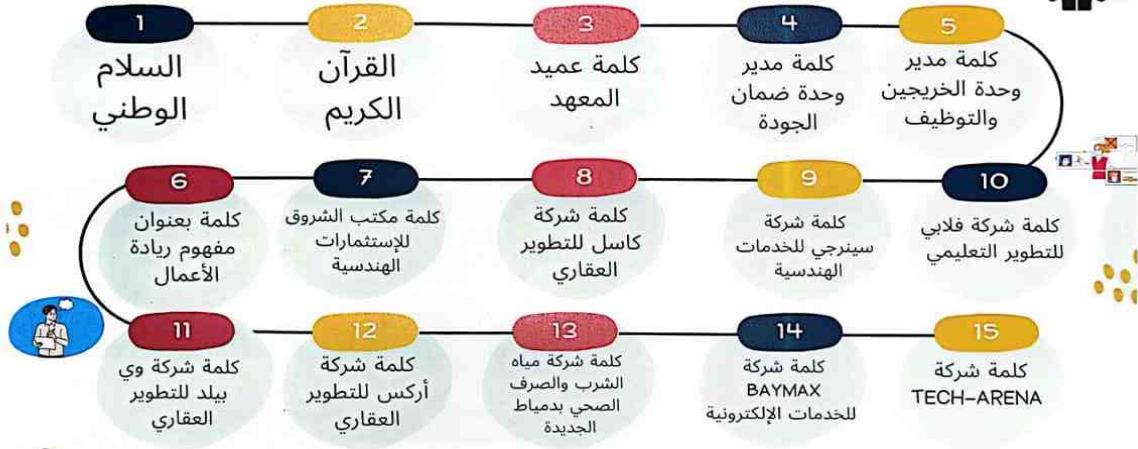 1
السلام
الوطني
2
القرآن
الكريم
3
كلمة عميد
المعهد
4
كلمة مدير
وحدة ضمان
الجودة
5
كلمة مدير
وحدة الخريجين
والتوظيف
6
كلمة بعنوان
مفهوم ريادة
الأعمال
7
كلمة مكتب الشروق
للإستثمارات
الهندسية
8
كلمة شركة
كاسل للتطوير
العقاري
9
كلمة شركة
سينرجي للخدمات
الهندسية
10
كلمة شركة فلابي
للتطوير التعليمي
11
كلمة شركة وي
بيلد للتطوير
العقاري
12
كلمة شركة
أركس للتطوير
العقاري
13
كلمة شركة مياه
الشرب والصرف
الصحي بدمياط
الجديدة
14
كلمة شركة
BAYMAX
للخدمات الإلكترونية
15
كلمة شركة
TECH-ARENA